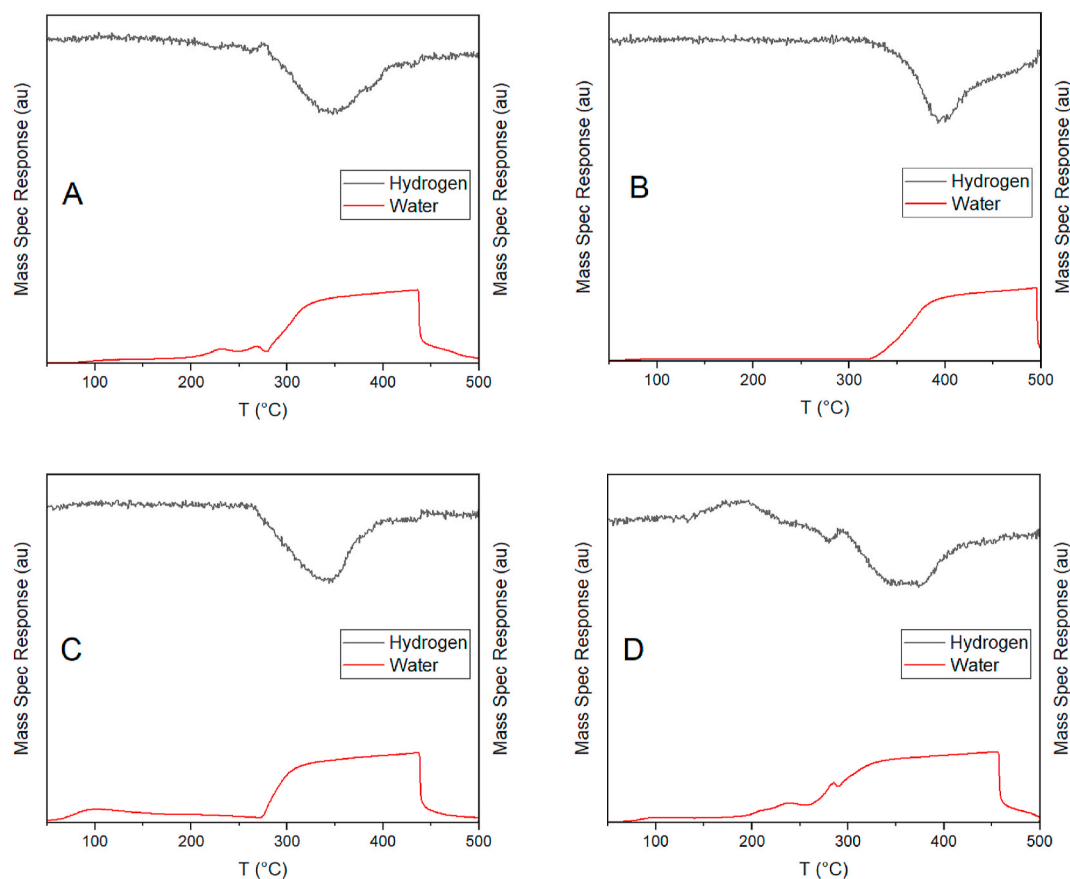 Mass Spec Response (au)
A
Hydrogen
Water
Mass Spec Response (au)
100 200 300 400 500
T (°C)
Mass Spec Response (au)
B
Hydrogen
Water
Mass Spec Response (au)
100 200 300 400 500
T (°C)
Mass Spec Response (au)
C
Hydrogen
Water
Mass Spec Response (au)
100 200 300 400 500
T (°C)
Mass Spec Response (au)
D
Hydrogen
Water
Mass Spec Response (au)
100 200 300 400 500
T (°C)